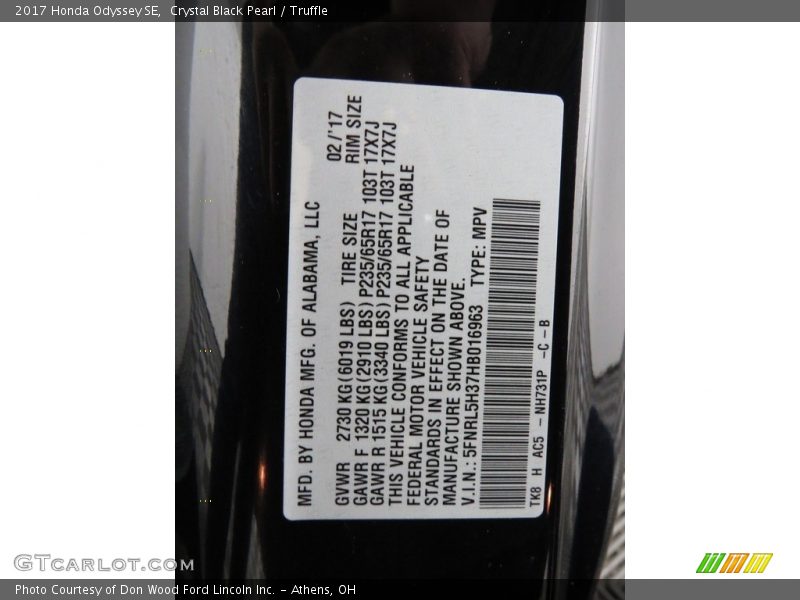 2017 Honda Odyssey SE,  Crystal Black Pearl / Truffle
MFD. BY HONDA MFG. OF ALABAMA, LLC 02/'17
GVWR 2730 KG(6019 LBS) TIRE SIZE RIM SIZE
GAWR F 1320 KG(2910 LBS) P235/65R17 103T 17X7J
GAWR R 1515 KG(3340 LBS) P235/65R17 103T 17X7J
THIS VEHICLE CONFORMS TO ALL APPLICABLE
FEDERAL MOTOR VEHICLE SAFETY
STANDARDS IN EFFECT ON THE DATE OF
MANUFACTURE SHOWN ABOVE.
V.I.N.: 5FNRL5H37HB016963 TYPE: MPV
TK8 H AC5 - NH731P -C-B
GTcarlot.com
Photo Courtesy of Don Wood Ford Lincoln Inc. - Athens, OH